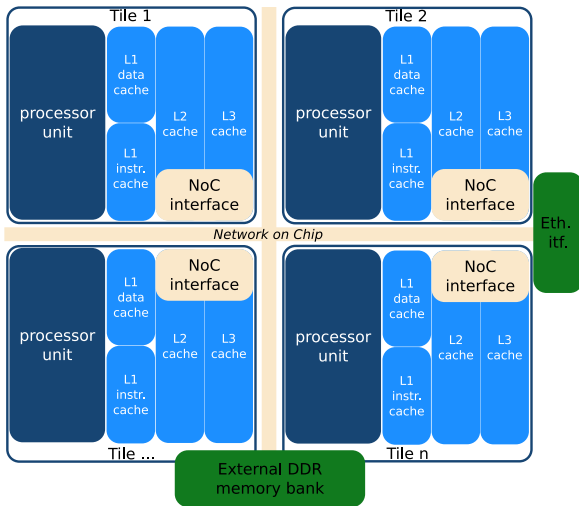 Tile 1
processor
unit
L1
data
cache
L1
instr.
cache
L2
cache
L3
cache
NoC
interface
Tile 2
processor
unit
L1
data
cache
L1
instr.
cache
L2
cache
L3
cache
NoC
interface
Eth.
itf.
Network on Chip
processor
unit
L1
data
cache
L1
instr.
cache
NoC
interface
L2
cache
L3
cache
Tile ...
processor
unit
L1
data
cache
L1
instr.
cache
NoC
interface
L2
cache
L3
cache
Tile n
External DDR
memory bank